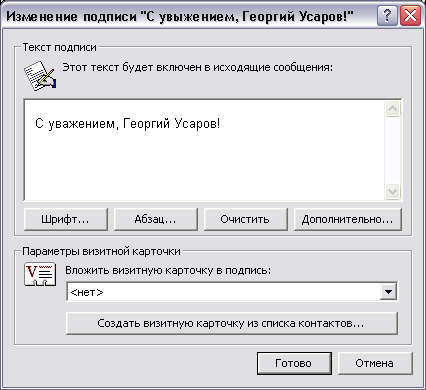 Изменение подписи "С увыжением, Георгий Усаров!"
Текст подписи
Этот текст будет включен в исходящие сообщения:
С уважением, Георгий Усаров!
Шрифт... Абзац... Очистить Дополнительно...
Параметры визитной карточки
Вложить визитную карточку в подпись:
<нет>
Создать визитную карточку из списка контактов...
Готово Отмена